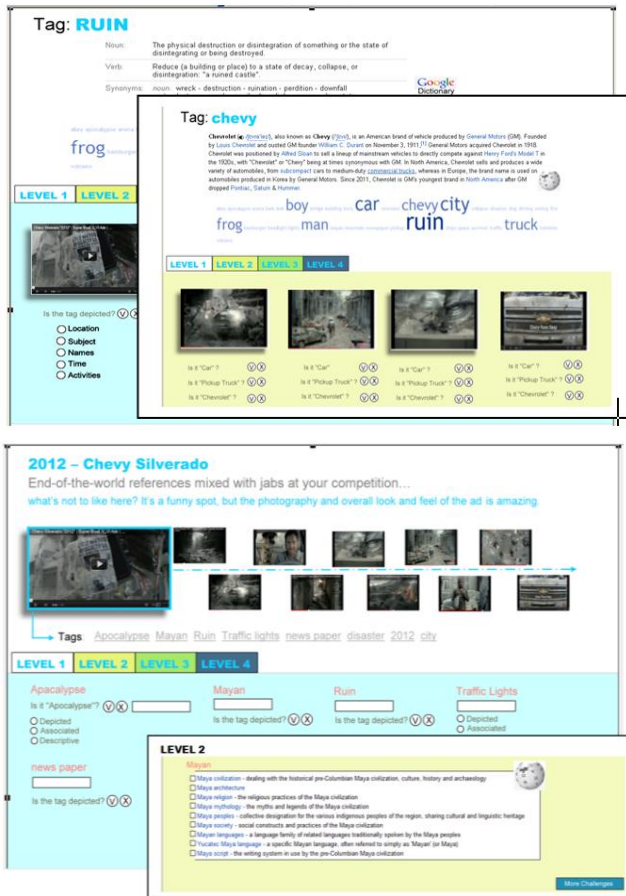 Tag: RUIN
Noun: The physical destruction or disintegration of something or the state of
disintegrating or being destroyed.
Verb: Reduce (a building or place) to a state of decay, collapse, or
disintegration: "a ruined castle".
Synonyms: noun. wreck - destruction - ruination - perdition - downfall
Google
Dictionary
frog
LEVEL 1 LEVEL 2
Is the tag depicted? V X
Location
Subject
Names
Time
Activities
Tag: chevy
Chevrolet, also known as Chevy, is an American brand of vehicle produced by General Motors (GM). Founded
by Louis Chevrolet and ousted GM founder William C. Durant on November 3, 1911,[1] General Motors acquired Chevrolet in 1918.
Chevrolet was positioned by Alfred Sloan to sell a lineup of mainstream vehicles to directly compete against Henry Ford's Model T in
the 1920s, with "Chevrolet" or "Chevy" being at times synonymous with GM. In North America, Chevrolet sells and produces a wide
variety of automobiles, from subcompact cars to medium-duty commercial trucks, whereas in Europe, the brand name is used on
automobiles produced in Korea by General Motors. Since 2011, Chevrolet is GM's youngest brand in North America after GM
dropped Pontiac, Saturn & Hummer.
boy car chevy city
frog man ruin truck
LEVEL 1 LEVEL 2 LEVEL 3 LEVEL 4
Is it "Car" ? V X Is it "Car" V X Is it "Car" ? V X Is it "Car" ? V X
Is it "Pickup Truck" ? V X Is it "Pickup Truck" ? V X Is it "Pickup Truck" ? V X Is it "Pickup Truck" ? V X
Is it "Chevrolet" ? V X Is it "Chevrolet" ? V X Is it "Chevrolet" ? V X Is it "Chevrolet" ? V X
2012 – Chevy Silverado
End-of-the-world references mixed with jabs at your competition…
what's not to like here? It's a funny spot, but the photography and overall look and feel of the ad is amazing.
Tags: Apocalypse Mayan Ruin Traffic lights news paper disaster 2012 city
LEVEL 1 LEVEL 2 LEVEL 3 LEVEL 4
Apacalypse Mayan Ruin Traffic Lights
Is it "Apocalypse"? V X
Is the tag depicted? V X Is the tag depicted? V X
Depicted
Associated
Descriptive
Depicted
Associated
news paper
Is the tag depicted? V X
LEVEL 2
Mayan
Maya civilization - dealing with the historical pre-Columbian Maya civilization, culture, history and archaeology
Maya architecture
Maya religion - the religious practices of the Maya civilization
Maya mythology - the myths and legends of the Maya civilization
Maya peoples - collective designation for the various indigenous peoples of the region, sharing cultural and linguistic heritage
Maya society - social constructs and practices of the Maya civilization
Mayan languages - a language family of related languages traditionally spoken by the Maya peoples
Yucatec Maya language - a specific Mayan language, often referred to simply as 'Mayan' (or Maya)
Maya script - the writing system in use by the pre-Columbian Maya civilization
More Challenges